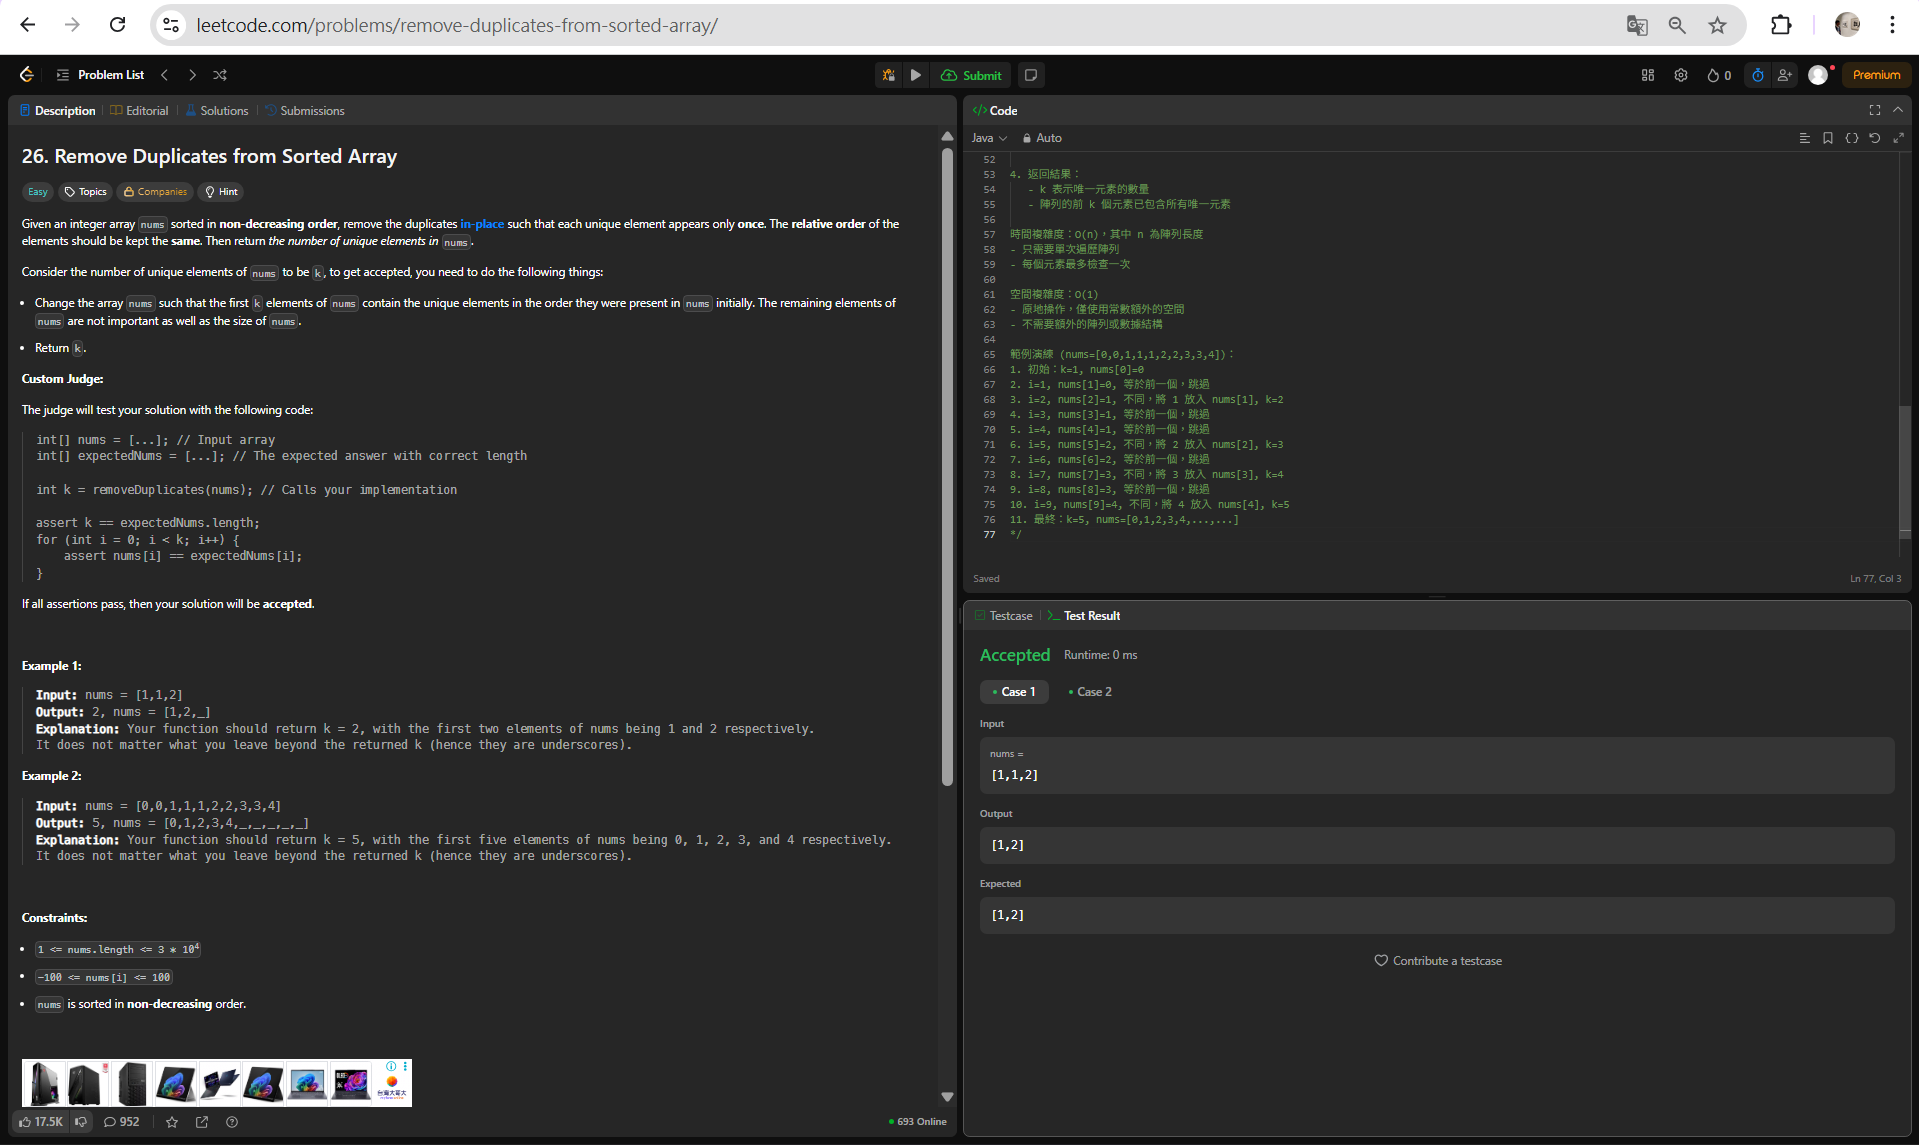 leetcode.com/problems/remove-duplicates-from-sorted-array/
Problem List
Submit
0
Premium
Description
Editorial
Solutions
Submissions
26. Remove Duplicates from Sorted Array
Easy
Topics
Companies
Hint
Given an integer array nums sorted in non-decreasing order, remove the duplicates in-place such that each unique element appears only once. The relative order of the
elements should be kept the same. Then return the number of unique elements in nums.
Consider the number of unique elements of nums to be k, to get accepted, you need to do the following things:
• Change the array nums such that the first k elements of nums contain the unique elements in the order they were present in nums initially. The remaining elements of
nums are not important as well as the size of nums.
• Return k.
Custom Judge:
The judge will test your solution with the following code:
int[] nums = [...]; // Input array
int[] expectedNums = [...]; // The expected answer with correct length
int k = removeDuplicates(nums); // Calls your implementation
assert k == expectedNums.length;
for (int i = 0; i < k; i++) {
assert nums[i] == expectedNums[i];
}
If all assertions pass, then your solution will be accepted.
Example 1:
Input: nums = [1,1,2]
Output: 2, nums = [1,2,_]
Explanation: Your function should return k = 2, with the first two elements of nums being 1 and 2 respectively.
It does not matter what you leave beyond the returned k (hence they are underscores).
Example 2:
Input: nums = [0,0,1,1,1,2,2,3,3,4]
Output: 5, nums = [0,1,2,3,4,_,_,_,_,_]
Explanation: Your function should return k = 5, with the first five elements of nums being 0, 1, 2, 3, and 4 respectively.
It does not matter what you leave beyond the returned k (hence they are underscores).
Constraints:
• 1 <= nums.length <= 3 * 10⁴
• -100 <= nums[i] <= 100
• nums is sorted in non-decreasing order.
台灣大哥大
17.5K
952
693 Online
</> Code
Java
Auto
52
53 4. 返回結果：
54 - k 表示唯一元素的數量
55 - 陣列的前 k 個元素已包含所有唯一元素
56
57 時間複雜度：O(n)，其中 n 為陣列長度
58 - 只需要單次遍歷陣列
59 - 每個元素最多檢查一次
60
61 空間複雜度：O(1)
62 - 原地操作，僅使用常數額外的空間
63 - 不需要額外的陣列或數據結構
64
65 範例演練 (nums=[0,0,1,1,1,2,2,3,3,4])：
66 1. 初始：k=1, nums[0]=0
67 2. i=1, nums[1]=0, 等於前一個，跳過
68 3. i=2, nums[2]=1, 不同，將 1 放入 nums[1], k=2
69 4. i=3, nums[3]=1, 等於前一個，跳過
70 5. i=4, nums[4]=1, 等於前一個，跳過
71 6. i=5, nums[5]=2, 不同，將 2 放入 nums[2], k=3
72 7. i=6, nums[6]=2, 等於前一個，跳過
73 8. i=7, nums[7]=3, 不同，將 3 放入 nums[3], k=4
74 9. i=8, nums[8]=3, 等於前一個，跳過
75 10. i=9, nums[9]=4, 不同，將 4 放入 nums[4], k=5
76 11. 最終：k=5, nums=[0,1,2,3,4,...,...]
77 */
Saved
Ln 77, Col 3
Testcase
Test Result
Accepted
Runtime: 0 ms
• Case 1
• Case 2
Input
nums =
[1,1,2]
Output
[1,2]
Expected
[1,2]
Contribute a testcase